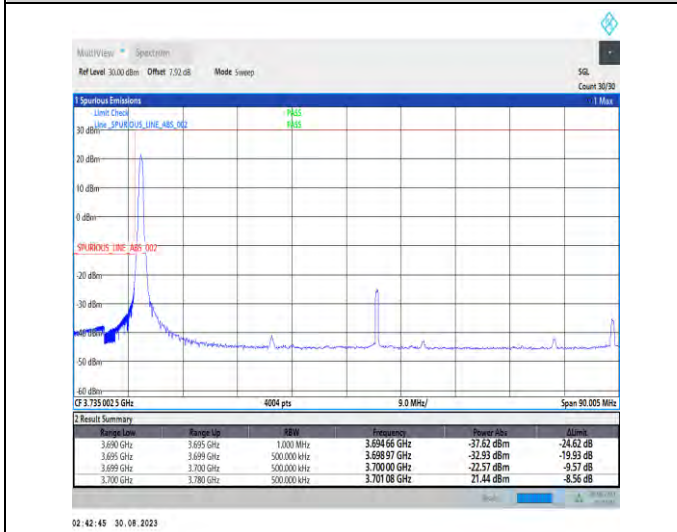 MultiView Spectrum
Ref Level 30.00 dBm Offset 7.92 dB Mode Sweep SGL
Count 30/30
1 Spurious Emissions 1 Max
Limit Check PASS
Line _SPURIOUS_LINE_ABS_002 PASS
30 dBm
20 dBm
10 dBm
0 dBm
_SPURIOUS_LINE_ABS_002
-20 dBm
-30 dBm
-40 dBm
-50 dBm
-60 dBm
CF 3.735 002 5 GHz 4004 pts 9.0 MHz/ Span 90.005 MHz
2 Result Summary
Range Low Range Up RBW Frequency Power Abs ΔLimit
3.690 GHz 3.695 GHz 1.000 MHz 3.694 66 GHz -37.62 dBm -24.62 dB
3.695 GHz 3.699 GHz 500.000 kHz 3.698 97 GHz -32.93 dBm -19.93 dB
3.699 GHz 3.700 GHz 500.000 kHz 3.700 00 GHz -22.57 dBm -9.57 dB
3.700 GHz 3.780 GHz 500.000 kHz 3.701 08 GHz 21.44 dBm -8.56 dB
02:42:45 30.08.2023